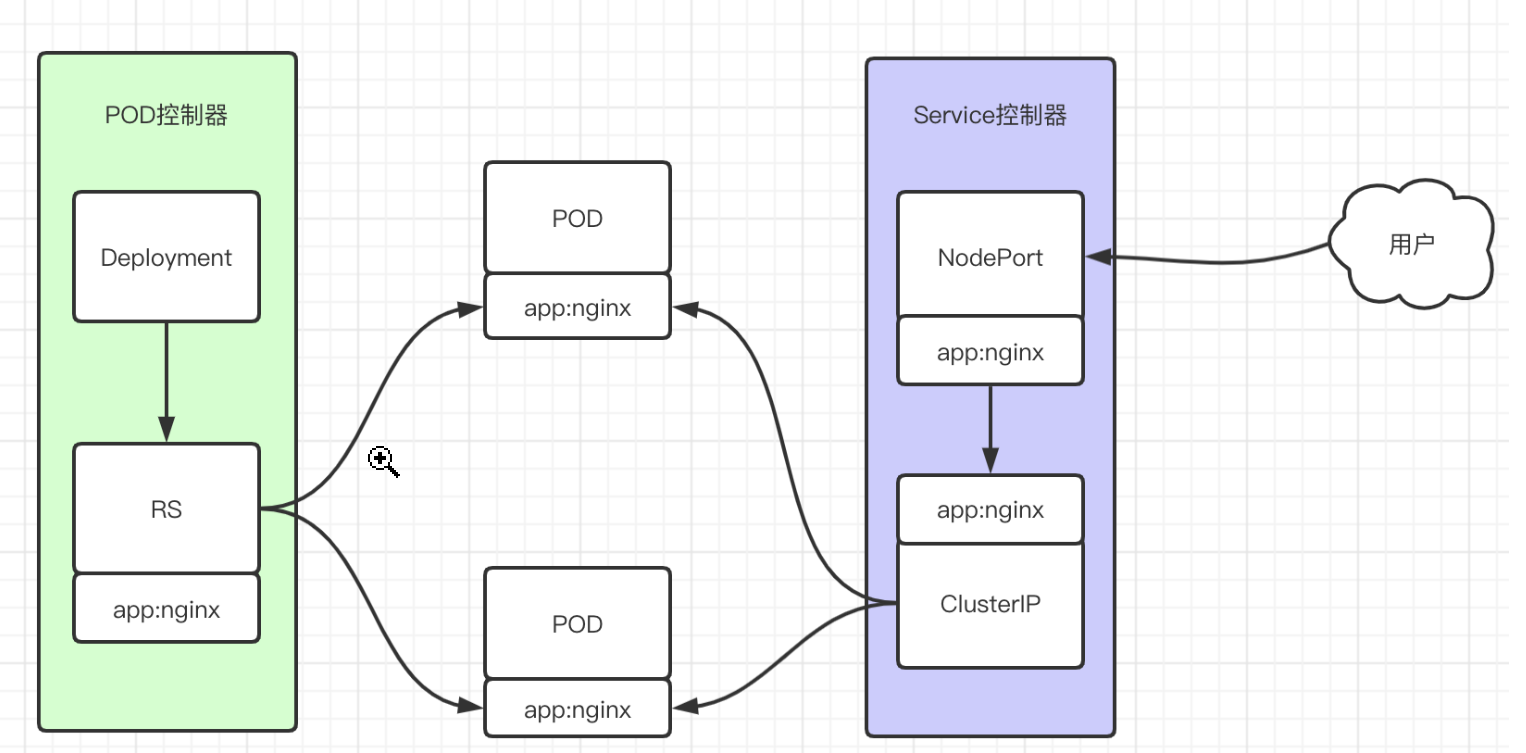 POD控制器
Deployment
RS
app:nginx
POD
app:nginx
POD
app:nginx
Service控制器
NodePort
app:nginx
app:nginx
ClusterIP
用户